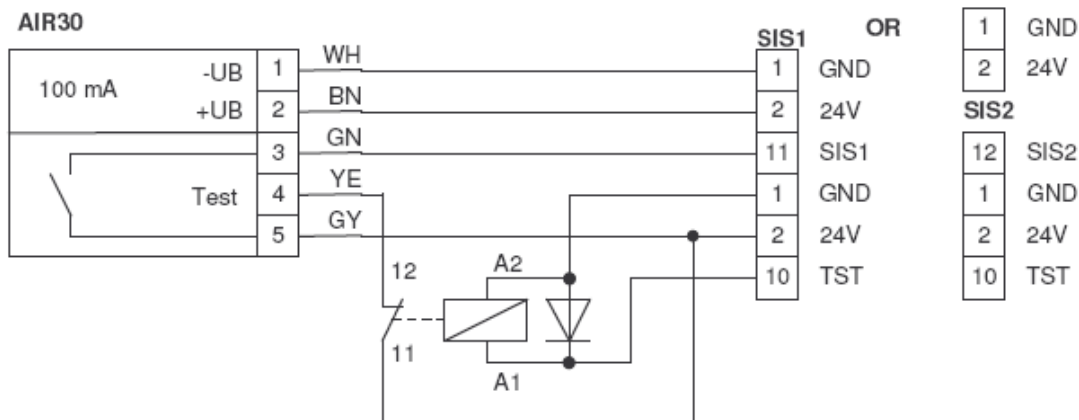 AIR30
SIS1 OR 1 GND
100 mA -UB 1 WH 1 GND 2 24V
+UB 2 BN 2 24V SIS2
3 GN 11 SIS1 12 SIS2
Test 4 YE 1 GND 1 GND
5 GY 2 24V 2 24V
12 A2 10 TST 10 TST
11
A1